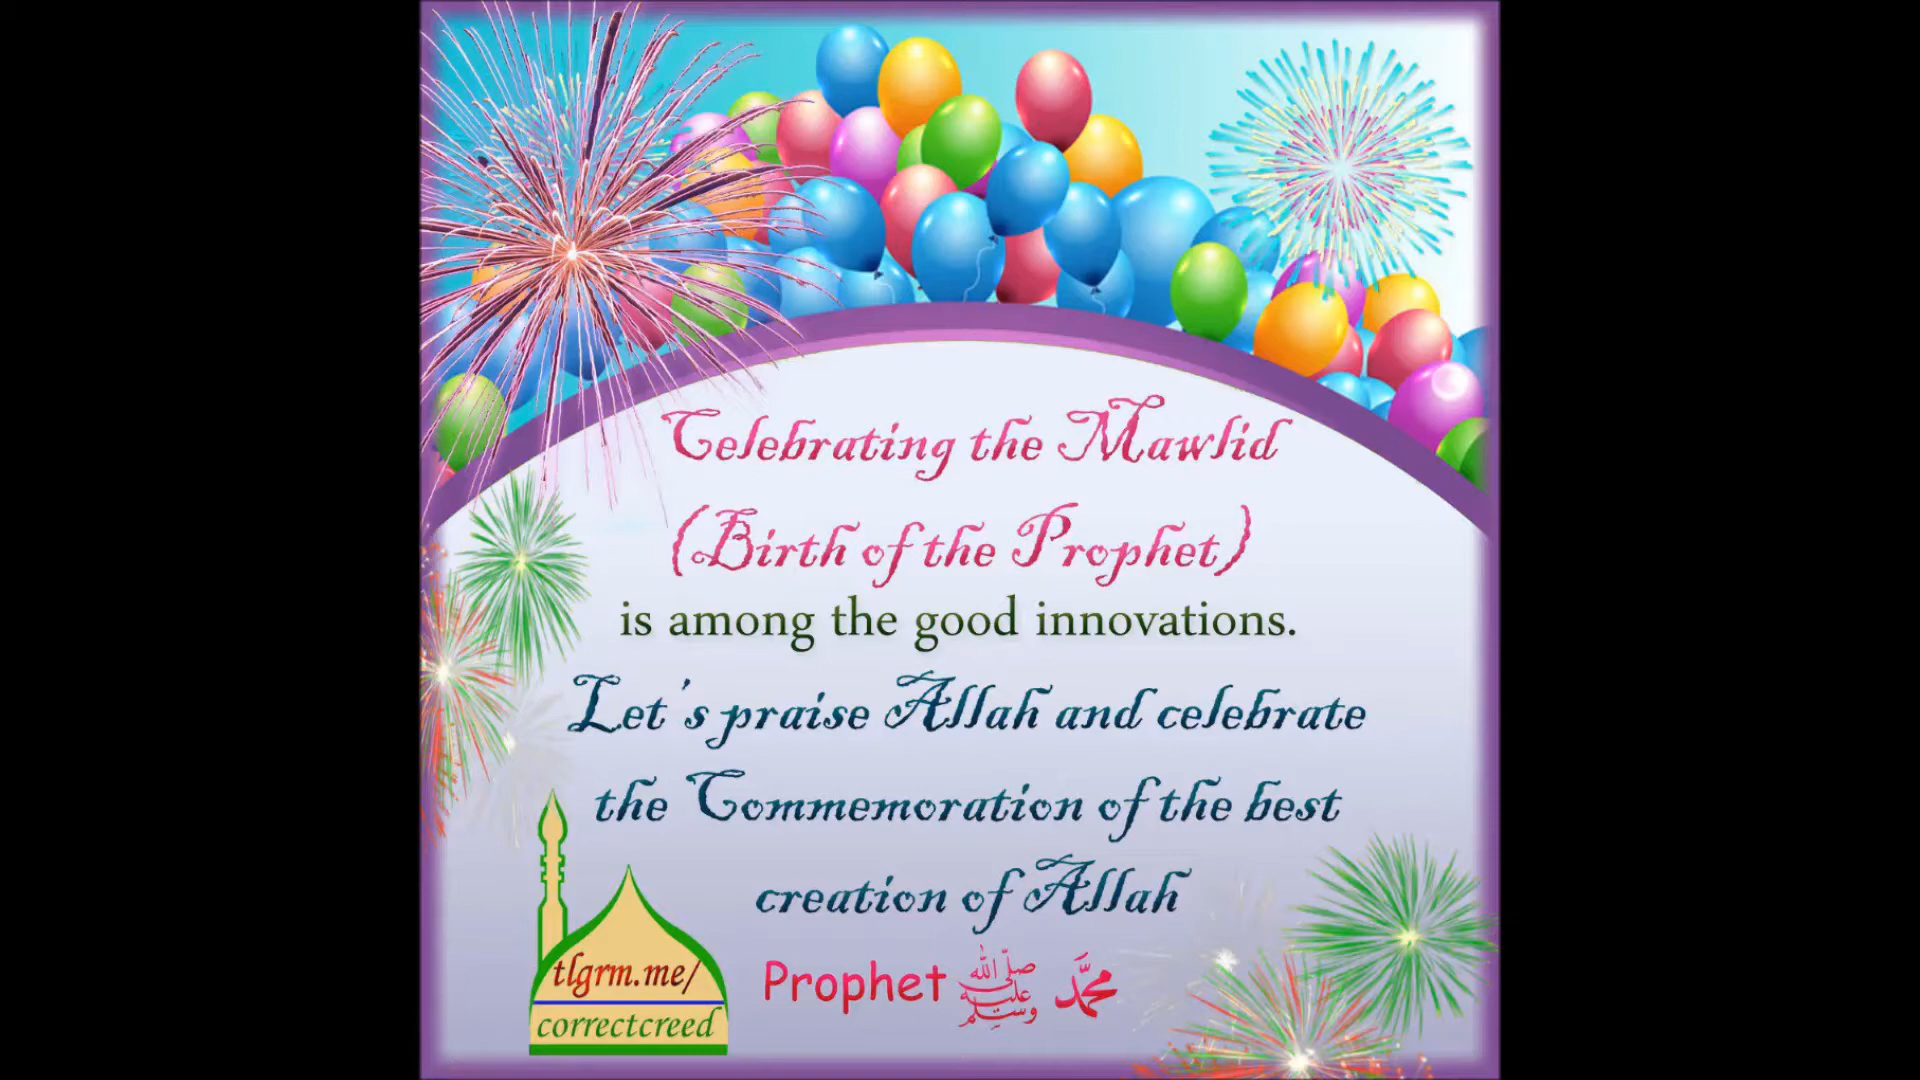 Celebrating the Mawlid
(Birth of the Prophet)
is among the good innovations.
Let's praise Allah and celebrate
the Commemoration of the best
creation of Allah
Prophet محمد صلى الله عليه وسلم
tlgrm.me/
correctcreed